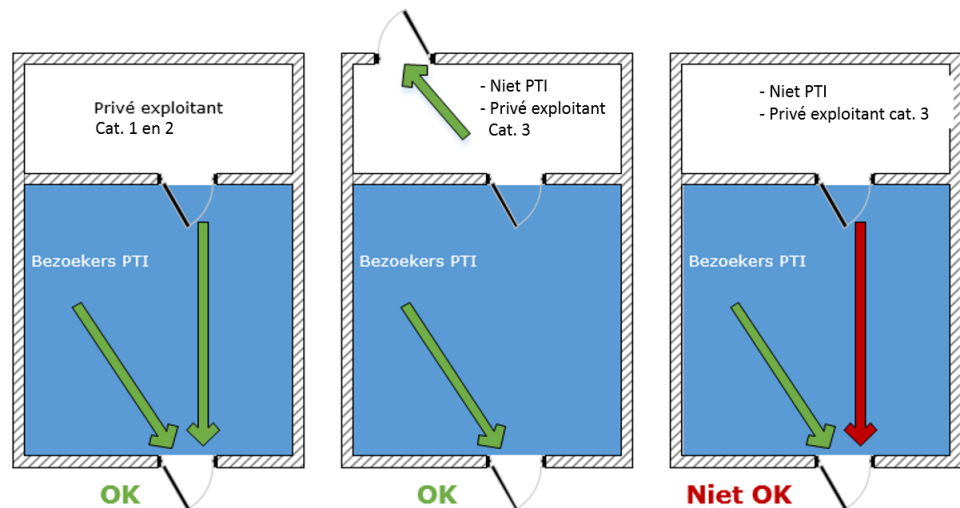 Privé exploitant
Cat. 1 en 2
Bezoekers PTI
OK
- Niet PTI
- Privé exploitant
Cat. 3
Bezoekers PTI
OK
- Niet PTI
- Privé exploitant cat. 3
Bezoekers PTI
Niet OK